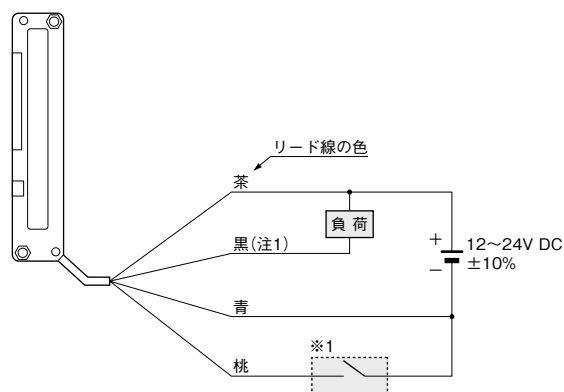 リード線の色
茶
負荷
黒(注1)
+
12～24V DC
−
±10%
青
※1
桃